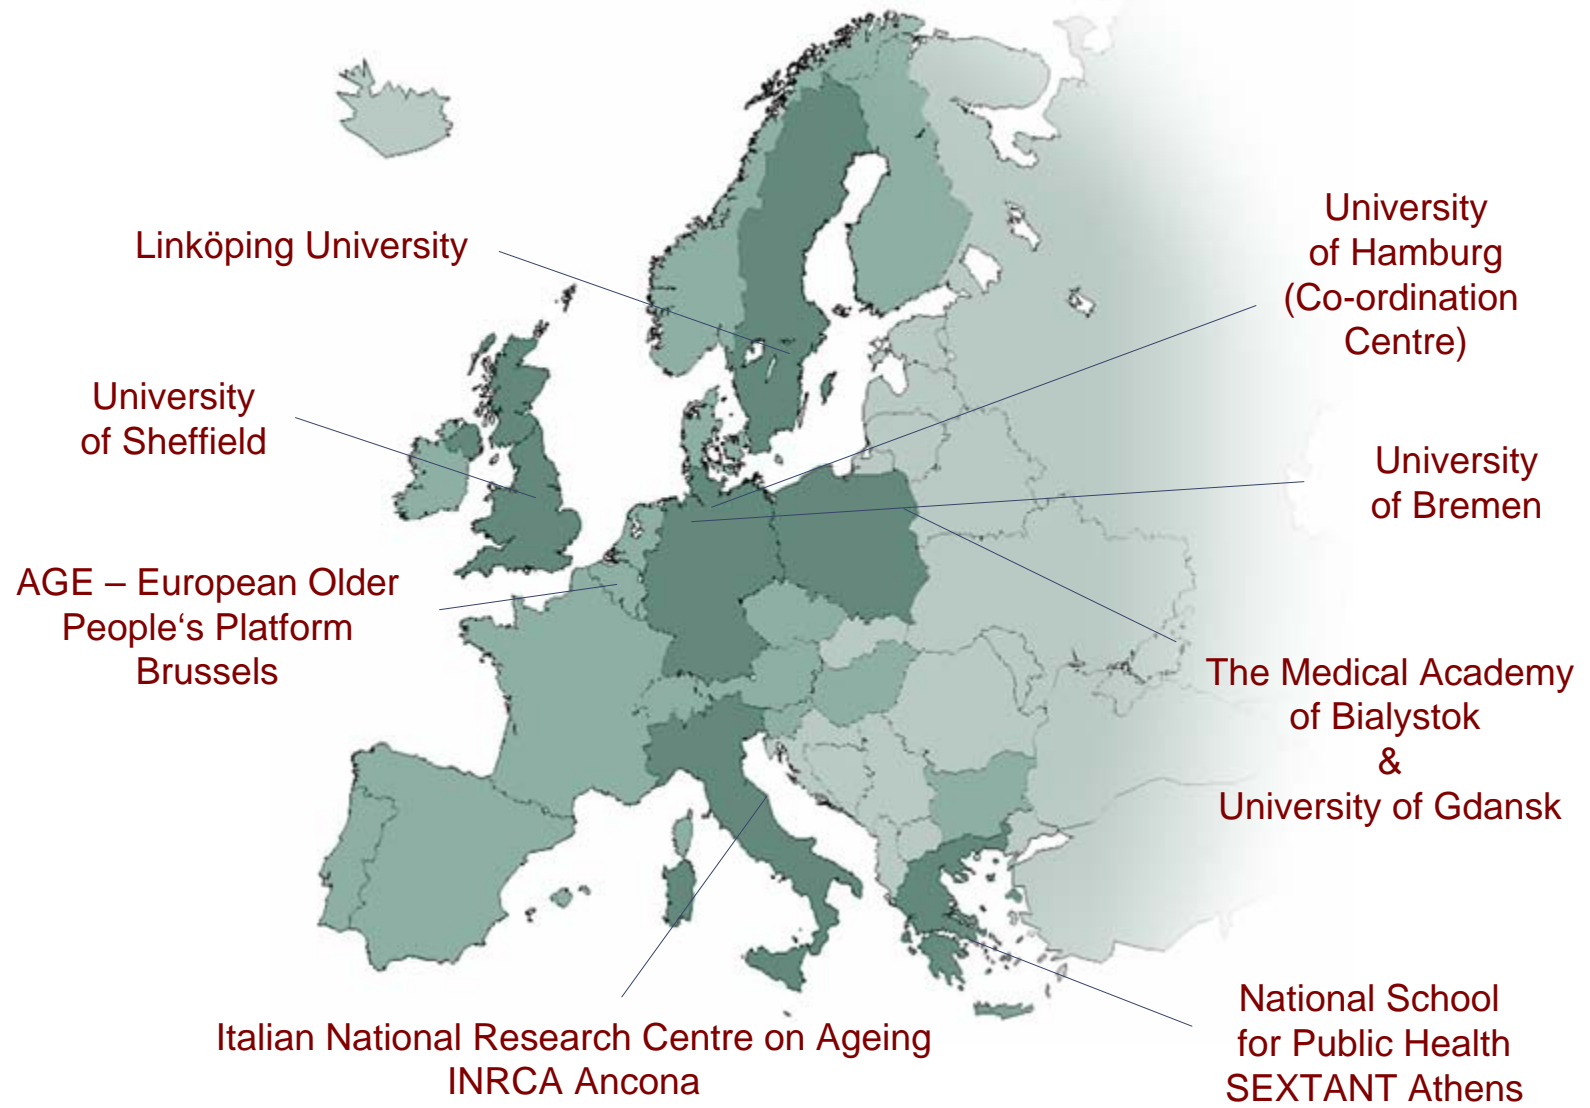 Linköping University
University
of Hamburg
(Co-ordination
Centre)
University
of Sheffield
University
of Bremen
AGE – European Older
People‘s Platform
Brussels
The Medical Academy
of Bialystok
&
University of Gdansk
Italian National Research Centre on Ageing
INRCA Ancona
National School
for Public Health
SEXTANT Athens